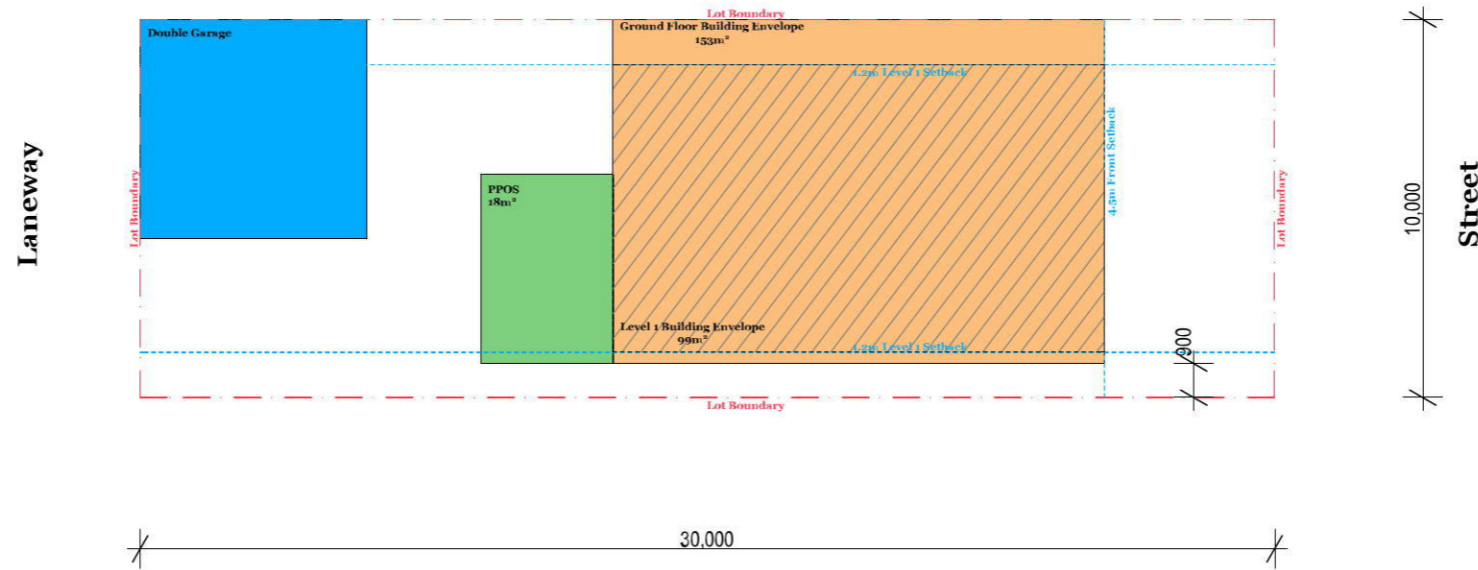 Lot Boundary
Double Garage
Ground Floor Building Envelope
153m²
1.2m Level 1 Setback
Laneway
Lot Boundary
PPOS
18m²
4.5m Front Setback
Lot Boundary
10,000
Street
Level 1 Building Envelope
99m²
1.2m Level 1 Setback
900
Lot Boundary
30,000